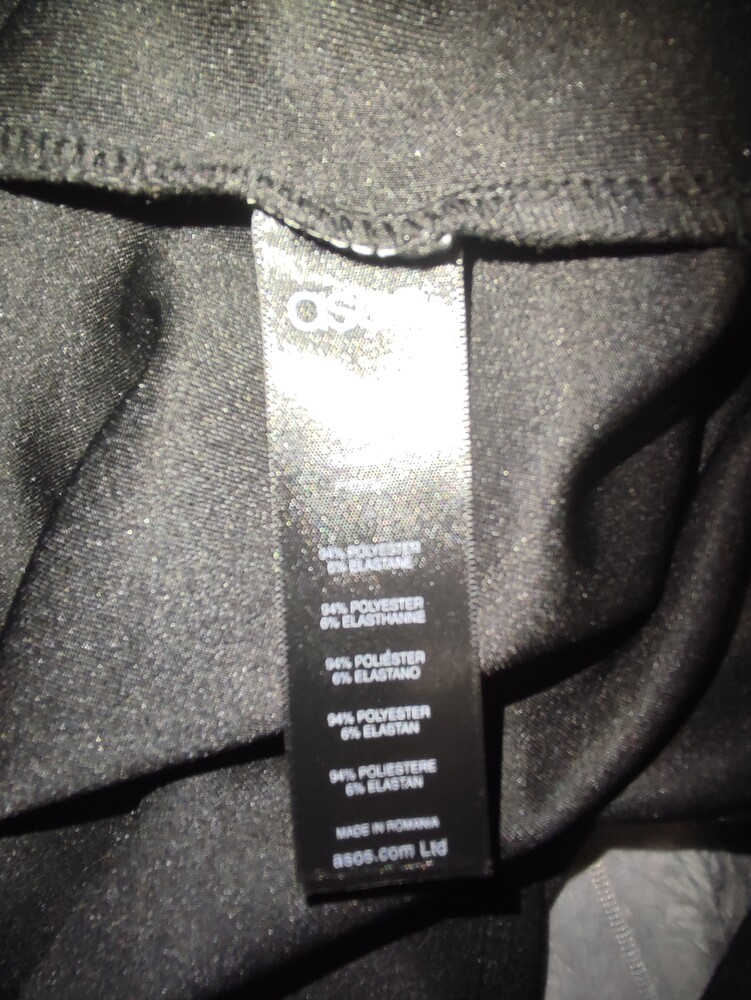 94% POLYESTER
6% ELASTANE
94% POLYESTER
6% ELASTHANNE
94% POLIÉSTER
6% ELASTANO
94% POLYESTER
6% ELASTAN
94% POLIESTERE
6% ELASTAN
MADE IN ROMANIA
asos.com Ltd